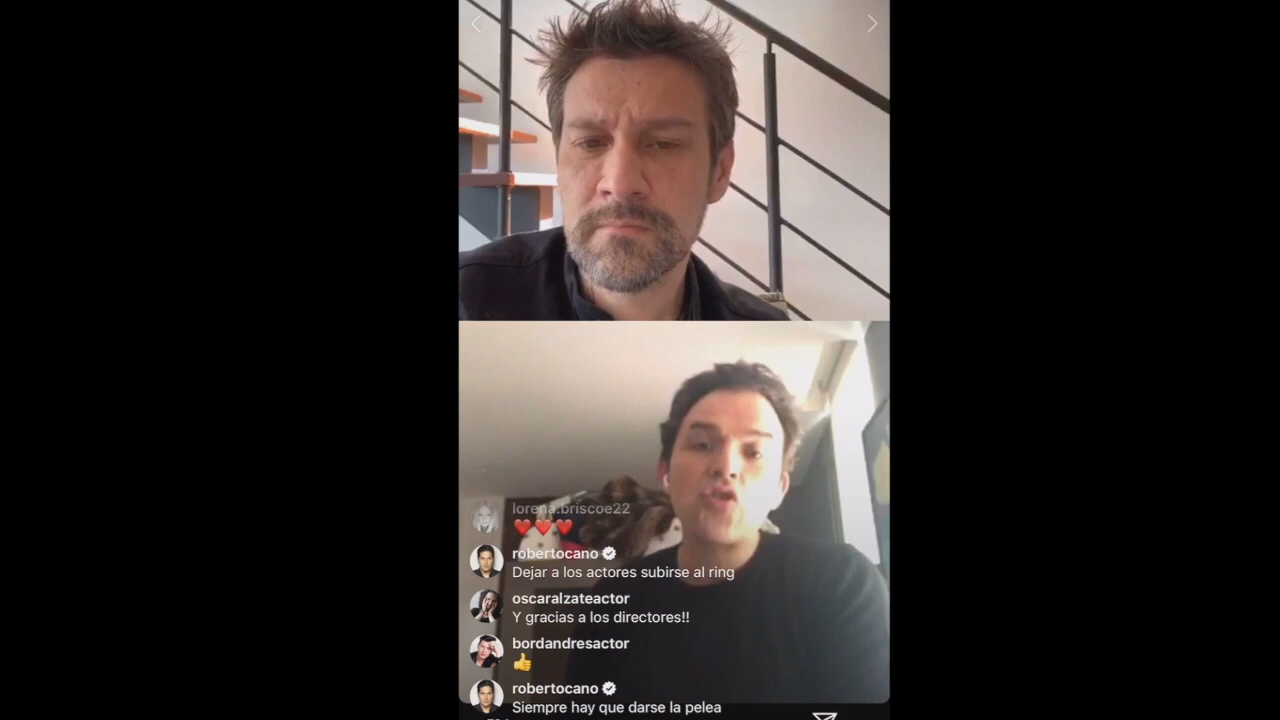 lorena.briscoe22
❤️❤️❤️
robertocano
Dejar a los actores subirse al ring
oscaralzateactor
Y gracias a los directores!!
bordandresactor
👍
robertocano
Siempre hay que darse la pelea